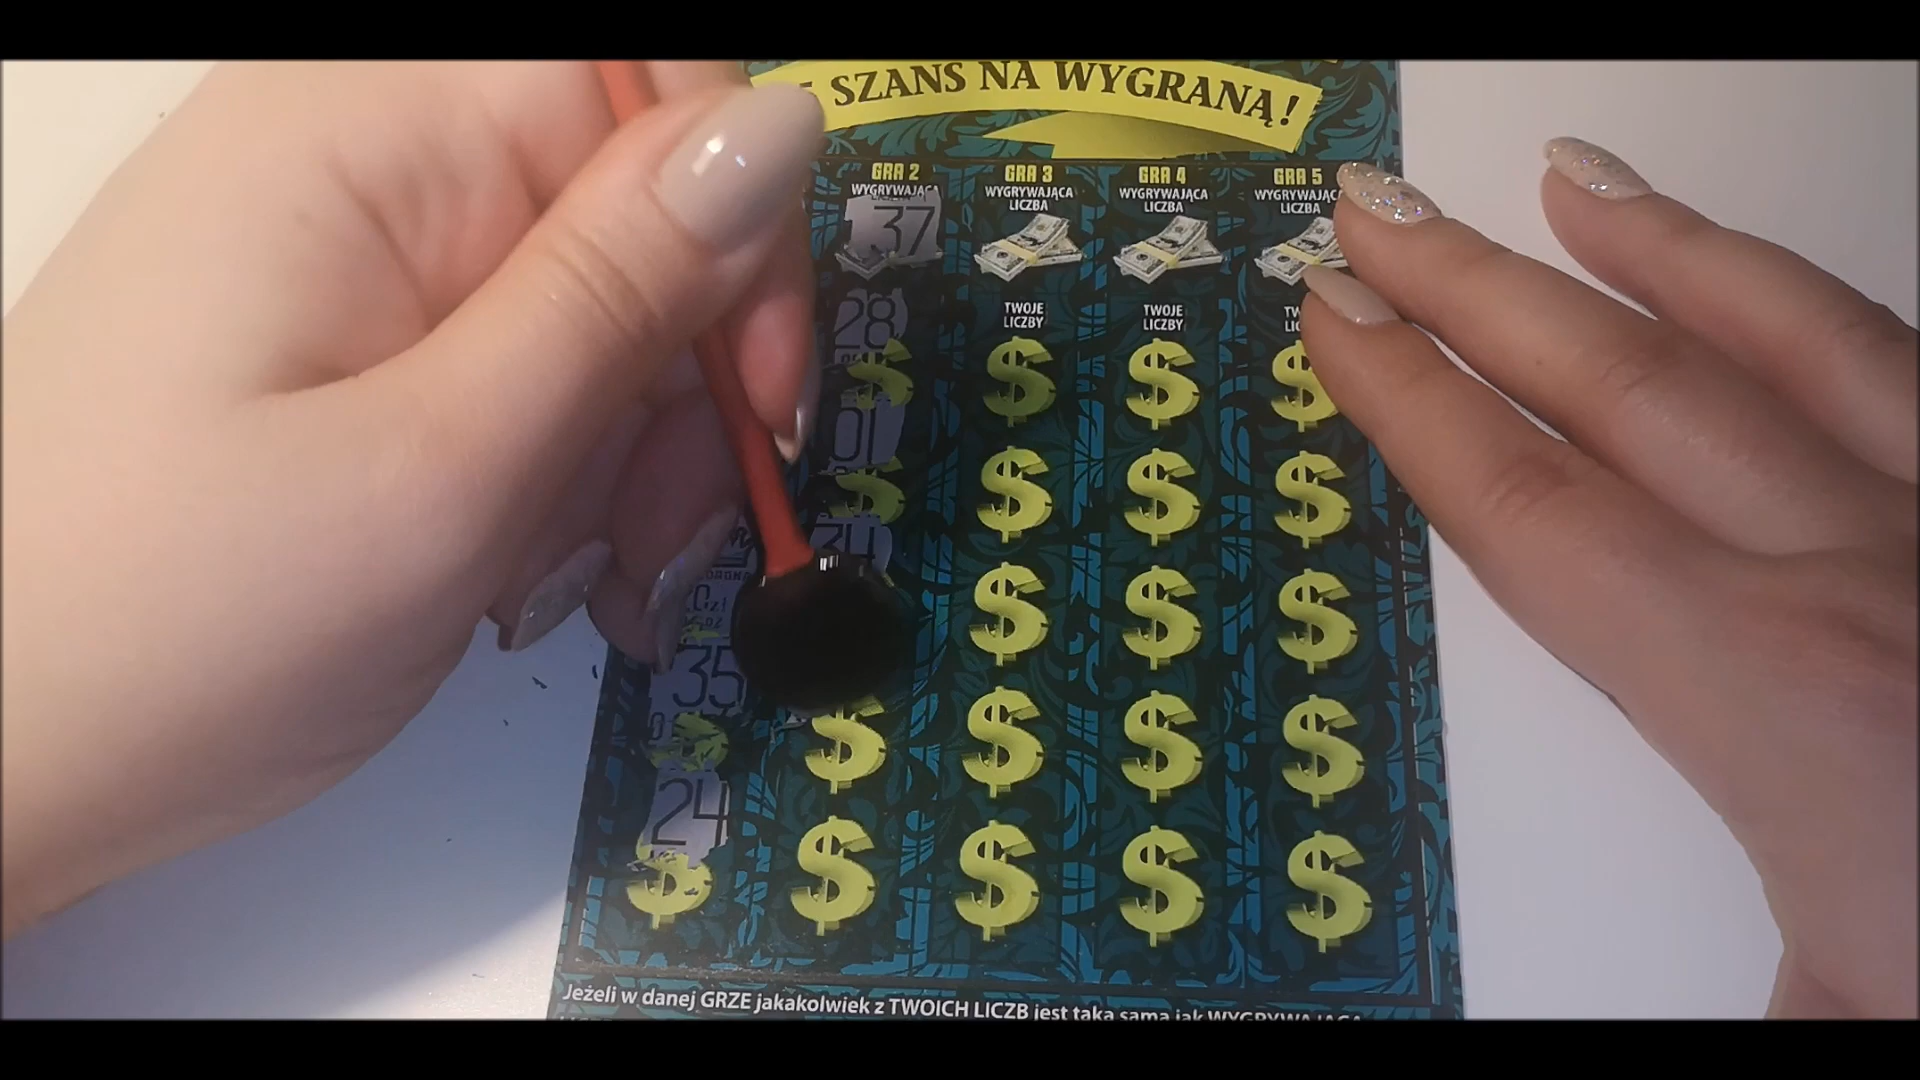 SZANS NA WYGRANĄ!
GRA 2 GRA 3 GRA 4 GRA 5
WYGRYWAJĄCA WYGRYWAJĄCA LICZBA WYGRYWAJĄCA LICZBA WYGRYWAJĄCA LICZBA
37
28
TWOJE LICZBY TWOJE LICZBY
01
34
35
24
Jeżeli w danej GRZE jakakolwiek z TWOICH LICZB jest taka sama jak WYGRYWAJĄCA